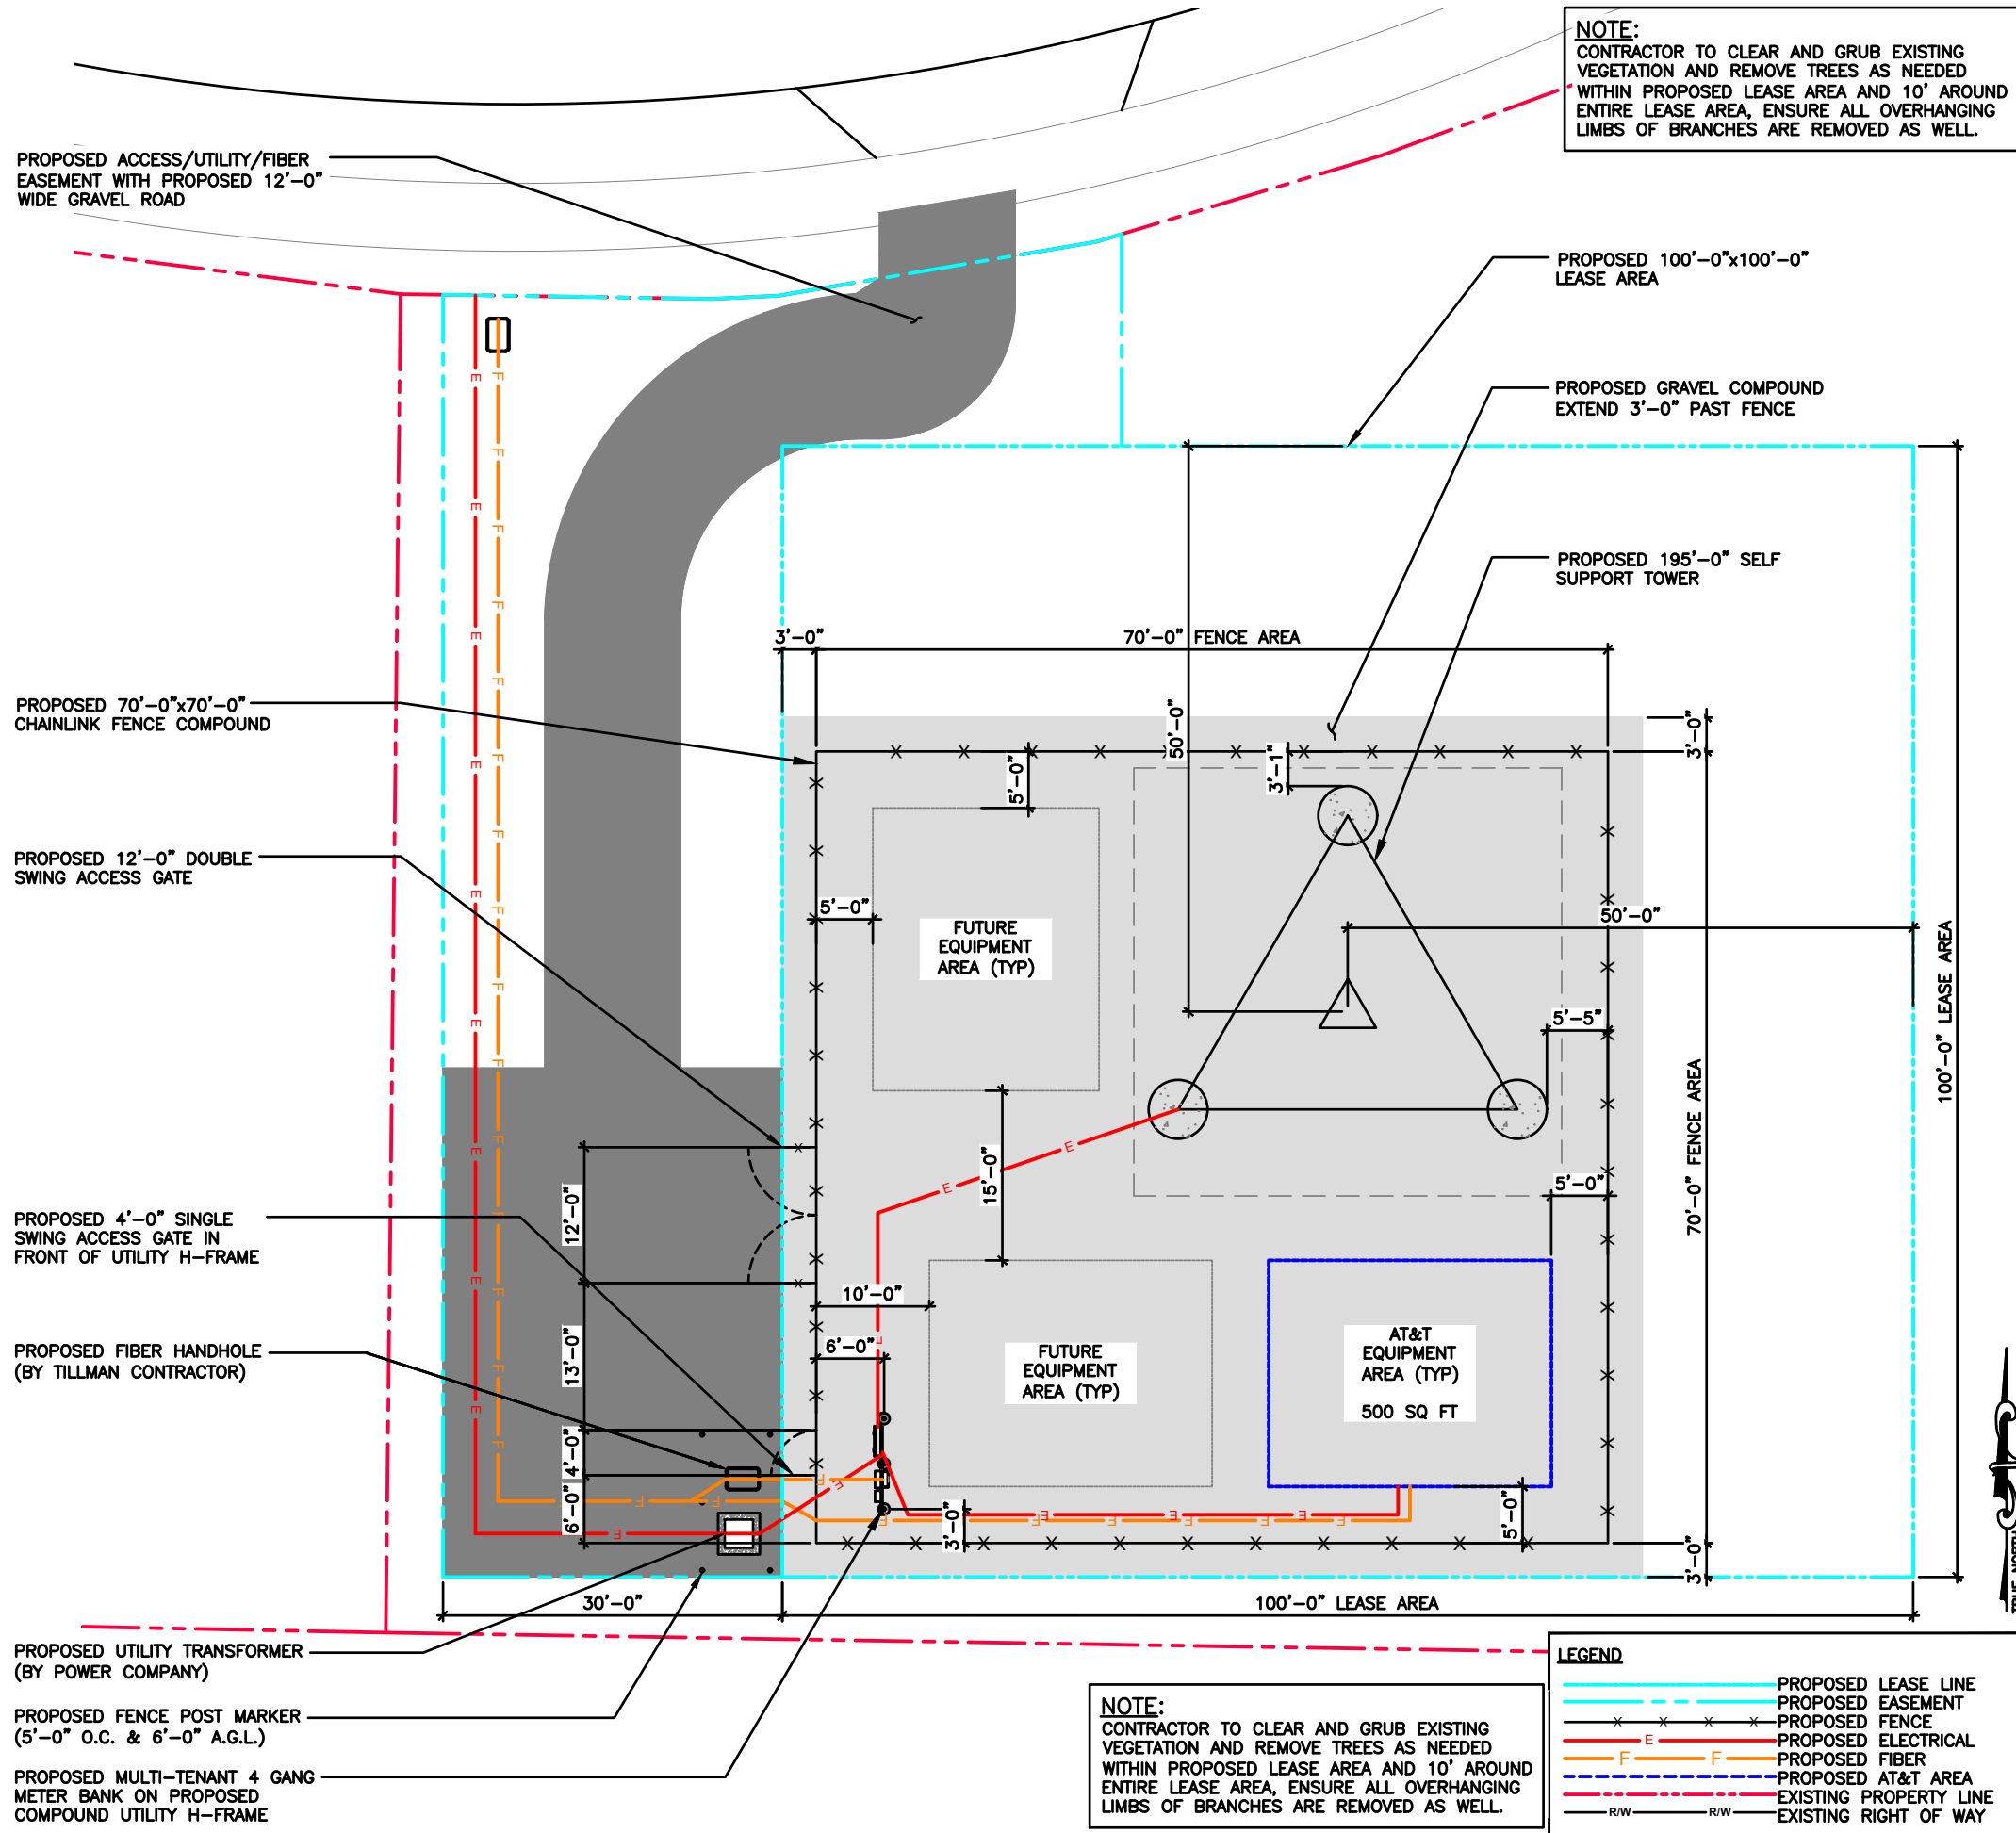 NOTE:
CONTRACTOR TO CLEAR AND GRUB EXISTING
VEGETATION AND REMOVE TREES AS NEEDED
WITHIN PROPOSED LEASE AREA AND 10' AROUND
ENTIRE LEASE AREA, ENSURE ALL OVERHANGING
LIMBS OF BRANCHES ARE REMOVED AS WELL.
PROPOSED ACCESS/UTILITY/FIBER
EASEMENT WITH PROPOSED 12'-0"
WIDE GRAVEL ROAD
PROPOSED 100'-0"x100'-0"
LEASE AREA
PROPOSED GRAVEL COMPOUND
EXTEND 3'-0" PAST FENCE
PROPOSED 195'-0" SELF
SUPPORT TOWER
3'-0"
70'-0" FENCE AREA
PROPOSED 70'-0"x70'-0"
CHAINLINK FENCE COMPOUND
50'-0"
3'-0"
5'-0"
3'-1"
PROPOSED 12'-0" DOUBLE
SWING ACCESS GATE
5'-0"
FUTURE
EQUIPMENT
AREA (TYP)
50'-0"
100'-0" LEASE AREA
5'-5"
70'-0" FENCE AREA
15'-0"
5'-0"
PROPOSED 4'-0" SINGLE
SWING ACCESS GATE IN
FRONT OF UTILITY H-FRAME
12'-0"
10'-0"
6'-0"
13'-0"
PROPOSED FIBER HANDHOLE
(BY TILLMAN CONTRACTOR)
FUTURE
EQUIPMENT
AREA (TYP)
AT&T
EQUIPMENT
AREA (TYP)
500 SQ FT
4'-0"
6'-0"
3'-0"
5'-0"
3'-0"
30'-0"
100'-0" LEASE AREA
TRUE NORTH
PROPOSED UTILITY TRANSFORMER
(BY POWER COMPANY)
PROPOSED FENCE POST MARKER
(5'-0" O.C. & 6'-0" A.G.L.)
PROPOSED MULTI-TENANT 4 GANG
METER BANK ON PROPOSED
COMPOUND UTILITY H-FRAME
NOTE:
CONTRACTOR TO CLEAR AND GRUB EXISTING
VEGETATION AND REMOVE TREES AS NEEDED
WITHIN PROPOSED LEASE AREA AND 10' AROUND
ENTIRE LEASE AREA, ENSURE ALL OVERHANGING
LIMBS OF BRANCHES ARE REMOVED AS WELL.
LEGEND
PROPOSED LEASE LINE
PROPOSED EASEMENT
X X X X PROPOSED FENCE
E PROPOSED ELECTRICAL
F F PROPOSED FIBER
PROPOSED AT&T AREA
EXISTING PROPERTY LINE
R/W R/W EXISTING RIGHT OF WAY